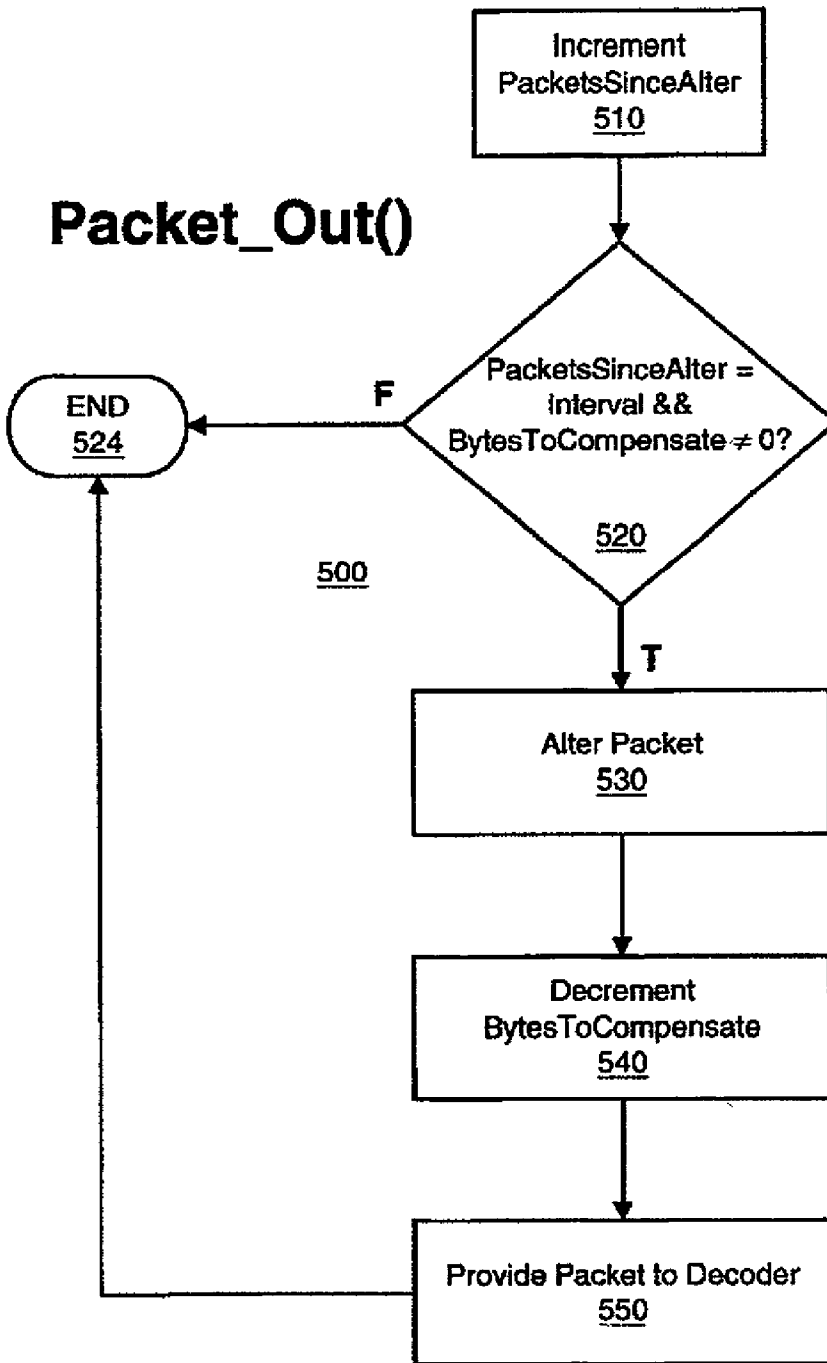 Increment
PacketsSinceAlter
510
Packet_Out()
PacketsSinceAlter =
Interval &&
BytesToCompensate ≠ 0?
520
F
END
524
500
T
Alter Packet
530
Decrement
BytesToCompensate
540
Provide Packet to Decoder
550